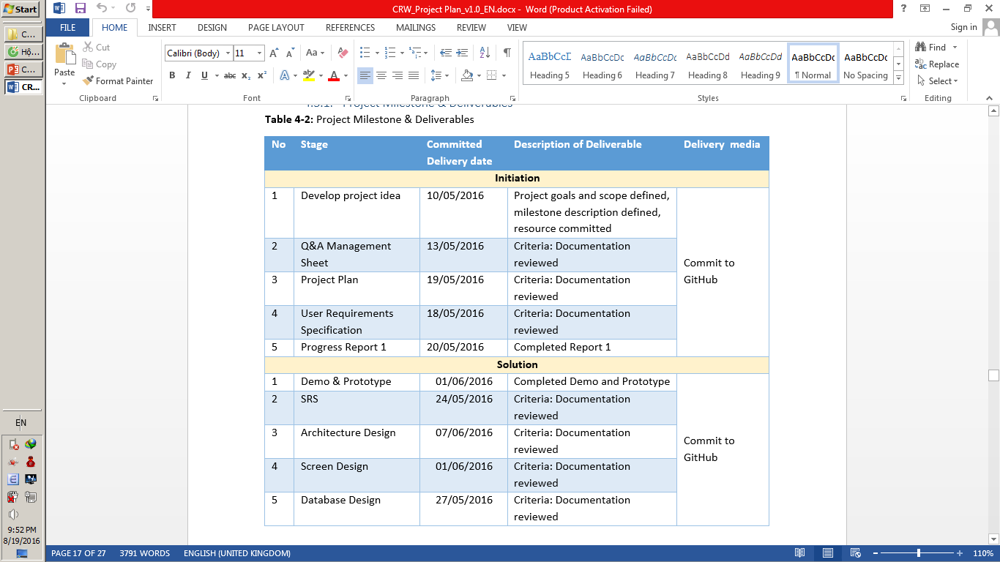 Start
CRW_Project Plan_v1.0_EN.docx - Word (Product Activation Failed)
C...
Hộ...
C...
CR...
FILE HOME INSERT DESIGN PAGE LAYOUT REFERENCES MAILINGS REVIEW VIEW Sign in
Paste
Cut
Copy
Format Painter
Clipboard
Calibri (Body) 11
Font
Paragraph
AaBbCcE AaBbCcDc AaBbCcDc AaBbCcDd AaBbCcDd AaBbCcDc AaBbCcDc
Heading 5 Heading 6 Heading 7 Heading 8 Heading 9 ¶ Normal No Spacing
Styles
Find
Replace
Select
Editing
4.3.1. Project Milestone & Deliverables
Table 4-2: Project Milestone & Deliverables
No Stage Committed Delivery date Description of Deliverable Delivery media
Initiation
1 Develop project idea 10/05/2016 Project goals and scope defined,
milestone description defined,
resource committed
2 Q&A Management Sheet 13/05/2016 Criteria: Documentation reviewed
3 Project Plan 19/05/2016 Criteria: Documentation reviewed
4 User Requirements Specification 18/05/2016 Criteria: Documentation reviewed
5 Progress Report 1 20/05/2016 Completed Report 1
Commit to
GitHub
Solution
1 Demo & Prototype 01/06/2016 Completed Demo and Prototype
2 SRS 24/05/2016 Criteria: Documentation reviewed
3 Architecture Design 07/06/2016 Criteria: Documentation reviewed
4 Screen Design 01/06/2016 Criteria: Documentation reviewed
5 Database Design 27/05/2016 Criteria: Documentation reviewed
Commit to
GitHub
EN
9:52 PM
8/19/2016
PAGE 17 OF 27 3791 WORDS ENGLISH (UNITED KINGDOM) 110%